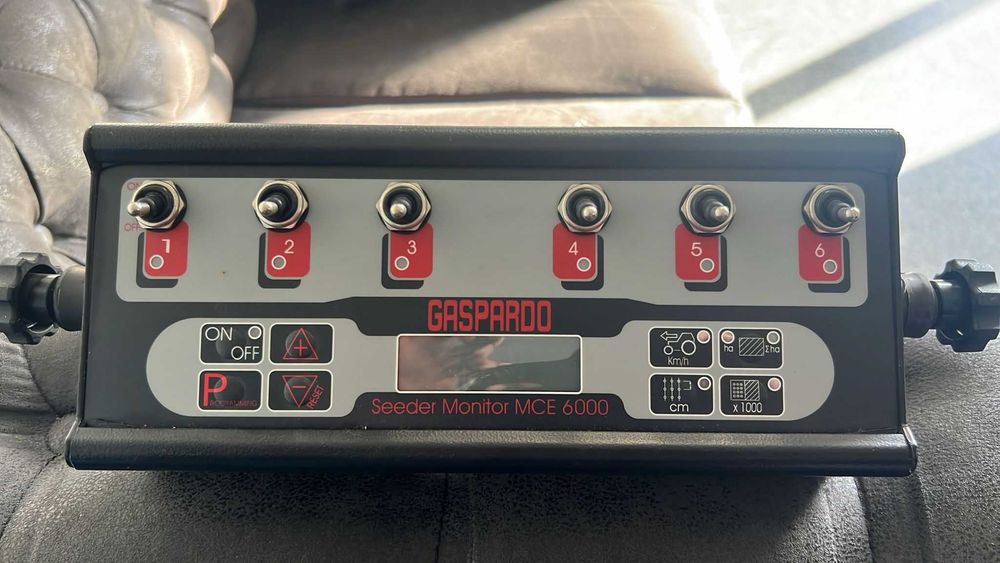 ON
OFF
1
2
3
4
5
6
GASPARDO
ON
OFF
+
Km/h
ha
Σha
P
PROGRAMMING
−
RESET
cm
x 1000
Seeder Monitor MCE 6000